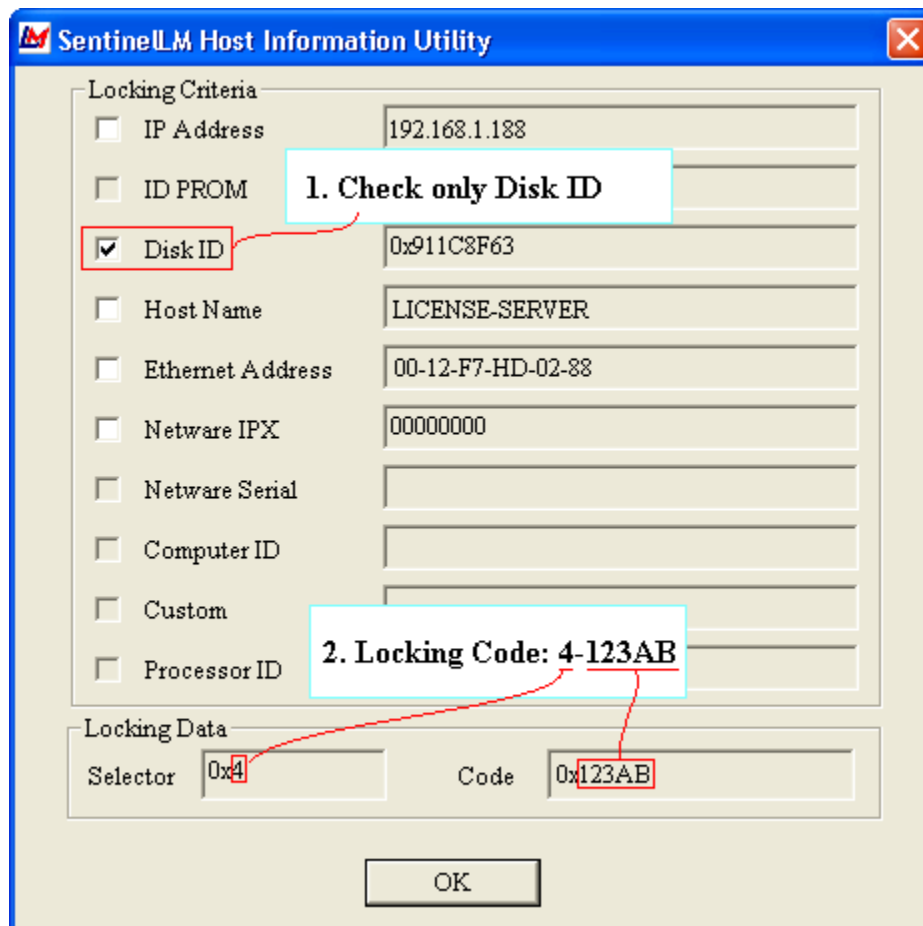 SentinelLM Host Information Utility
Locking Criteria
IP Address 192.168.1.188
ID PROM
1. Check only Disk ID
Disk ID 0x911C8F63
Host Name LICENSE-SERVER
Ethernet Address 00-12-F7-HD-02-88
Netware IPX 00000000
Netware Serial
Computer ID
Custom
2. Locking Code: 4-123AB
Processor ID
Locking Data
Selector 0x4 Code 0x123AB
OK